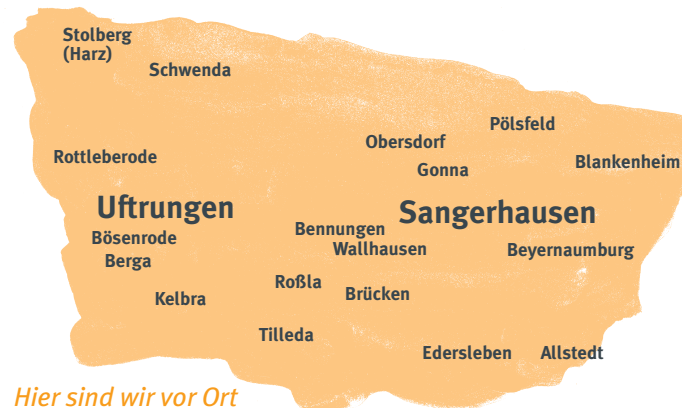 Stolberg
(Harz)
Schwenda
Pölsfeld
Obersdorf
Rottleberode
Gonna
Blankenheim
Uftrungen
Sangerhausen
Bennungen
Bösenrode
Wallhausen
Beyernaumburg
Berga
Roßla
Brücken
Kelbra
Tilleda
Edersleben
Allstedt
Hier sind wir vor Ort